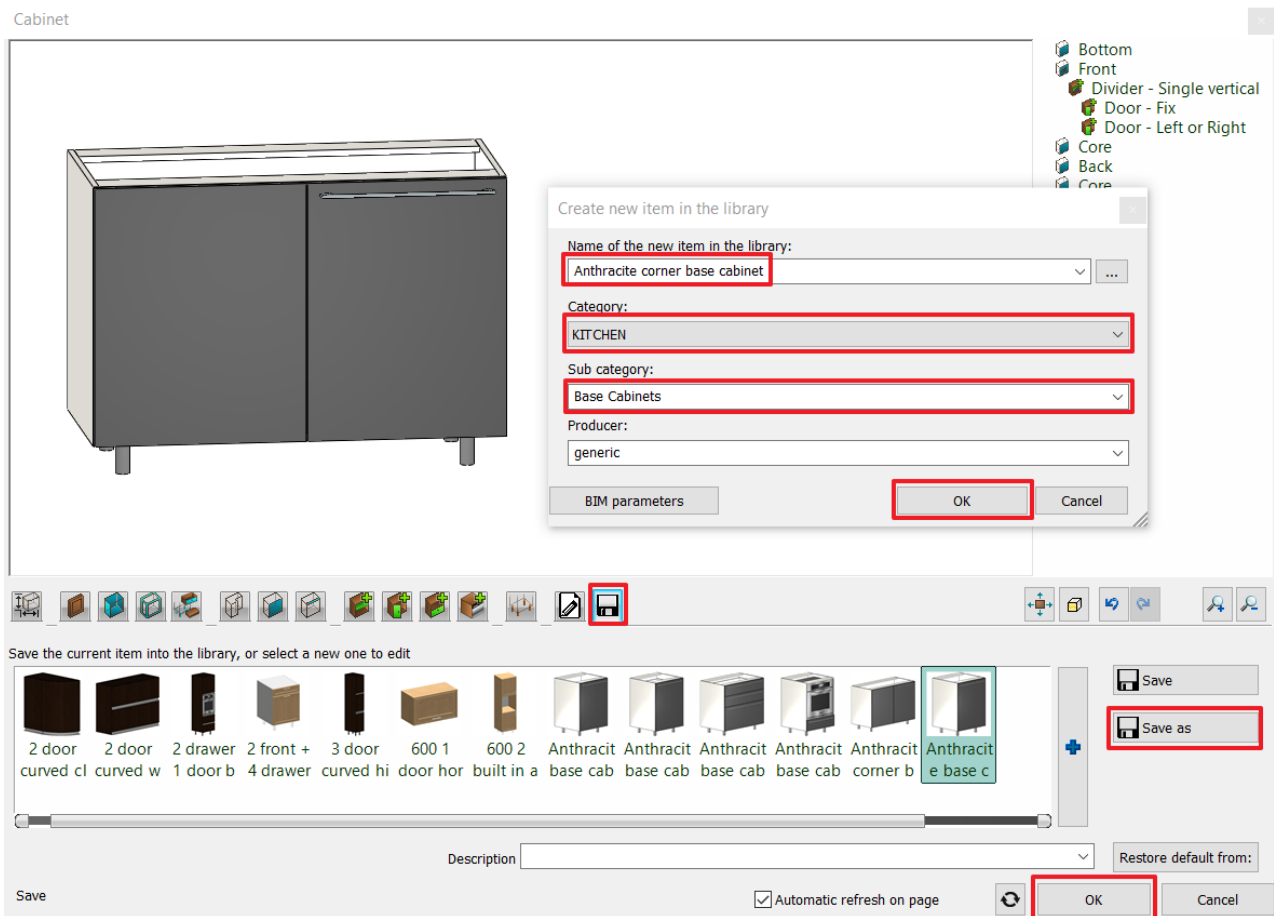 Cabinet
Bottom
Front
Divider - Single vertical
Door - Fix
Door - Left or Right
Core
Back
Core
Create new item in the library
Name of the new item in the library:
Anthracite corner base cabinet
...
Category:
KITCHEN
Sub category:
Base Cabinets
Producer:
generic
BIM parameters
OK
Cancel
Save the current item into the library, or select a new one to edit
2 door
curved cl
2 door
curved w
2 drawer
1 door b
2 front +
4 drawer
3 door
curved hi
600 1
door hor
600 2
built in a
Anthracit
base cab
Anthracit
base cab
Anthracit
base cab
Anthracit
base cab
Anthracit
corner b
Anthracit
e base c
Save
Save as
Description
Restore default from:
Save
Automatic refresh on page
OK
Cancel